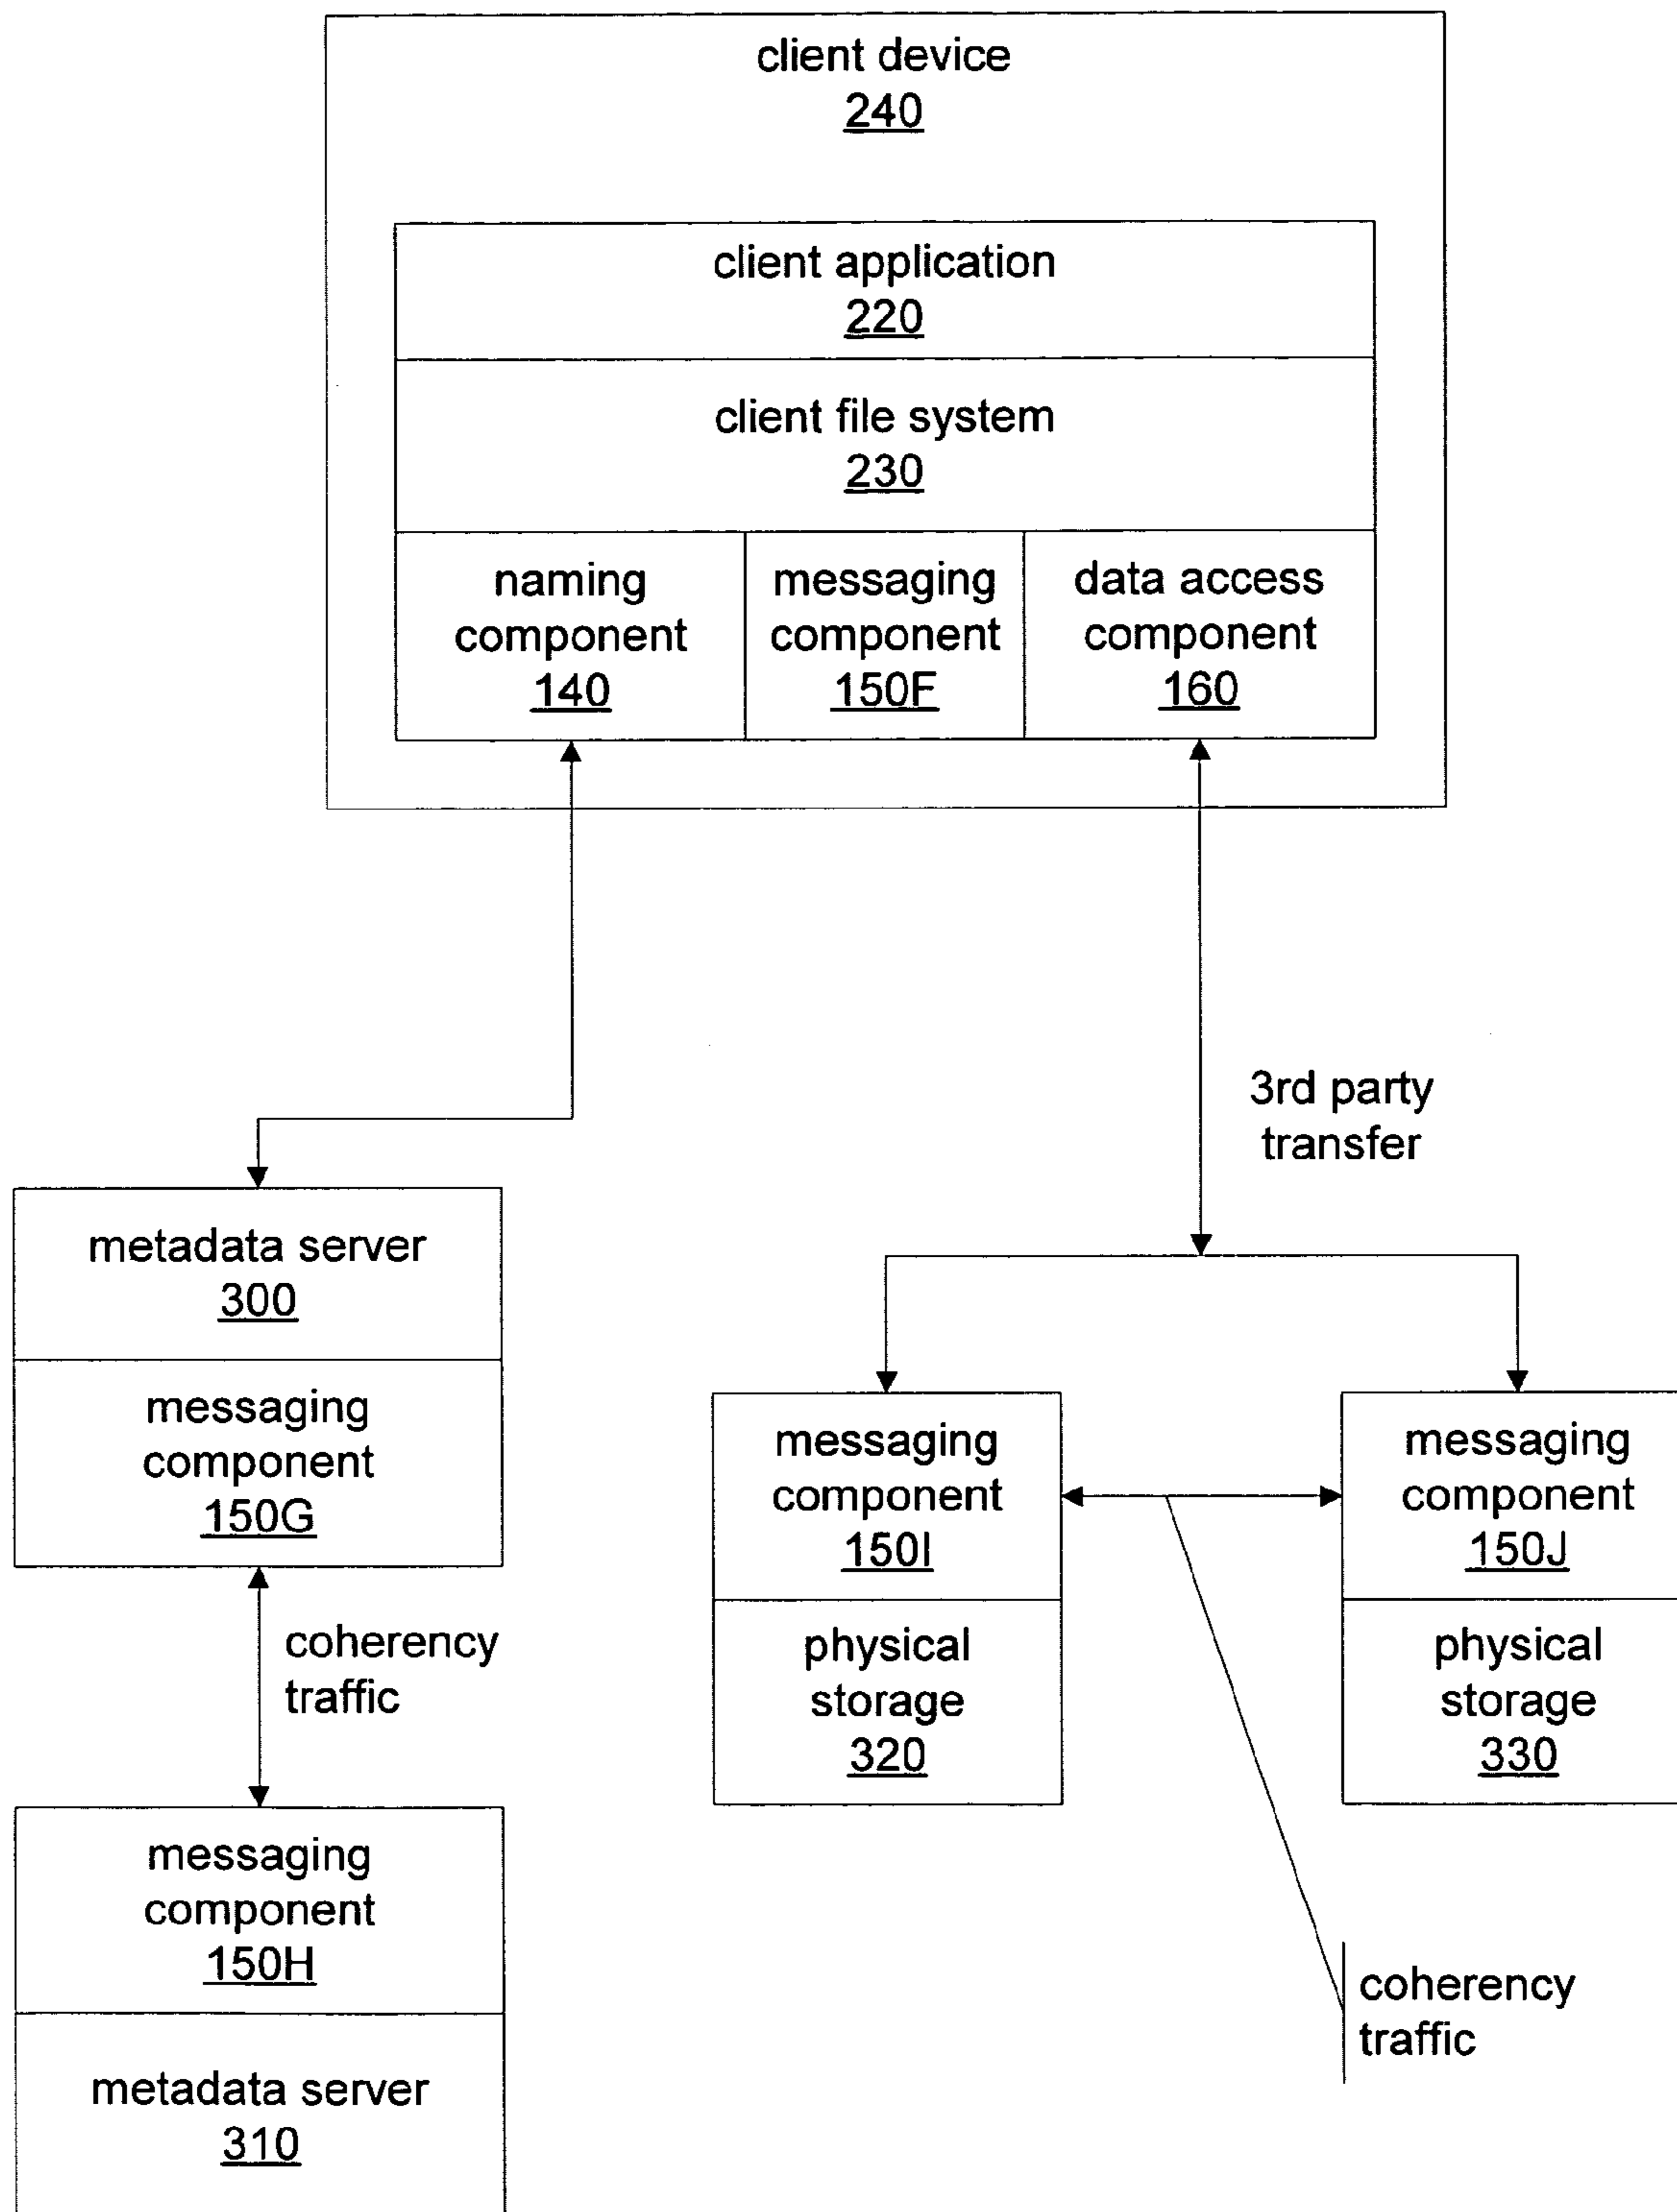 client device
240
client application
220
client file system
230
naming
component
140
messaging
component
150F
data access
component
160
3rd party
transfer
metadata server
300
messaging
component
150G
coherency
traffic
messaging
component
150H
metadata server
310
messaging
component
150I
physical
storage
320
messaging
component
150J
physical
storage
330
coherency
traffic